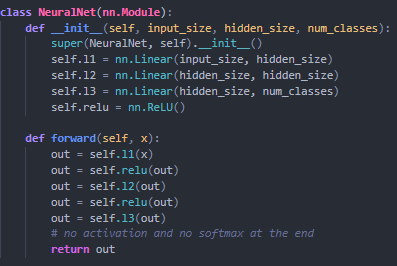 class NeuralNet(nn.Module):
    def __init__(self, input_size, hidden_size, num_classes):
        super(NeuralNet, self).__init__()
        self.l1 = nn.Linear(input_size, hidden_size)
        self.l2 = nn.Linear(hidden_size, hidden_size)
        self.l3 = nn.Linear(hidden_size, num_classes)
        self.relu = nn.ReLU()

    def forward(self, x):
        out = self.l1(x)
        out = self.relu(out)
        out = self.l2(out)
        out = self.relu(out)
        out = self.l3(out)
        # no activation and no softmax at the end
        return out